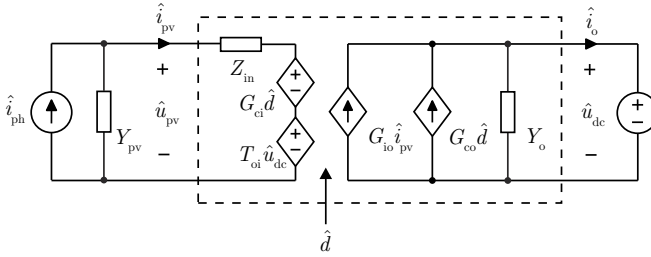 î_pv
î_o
Z_in
î_ph
Y_pv
û_pv
G_ci d̂
T_oi û_dc
G_io î_pv
G_co d̂
Y_o
û_dc
+
−
+
−
+
−
+
−
+
−
d̂